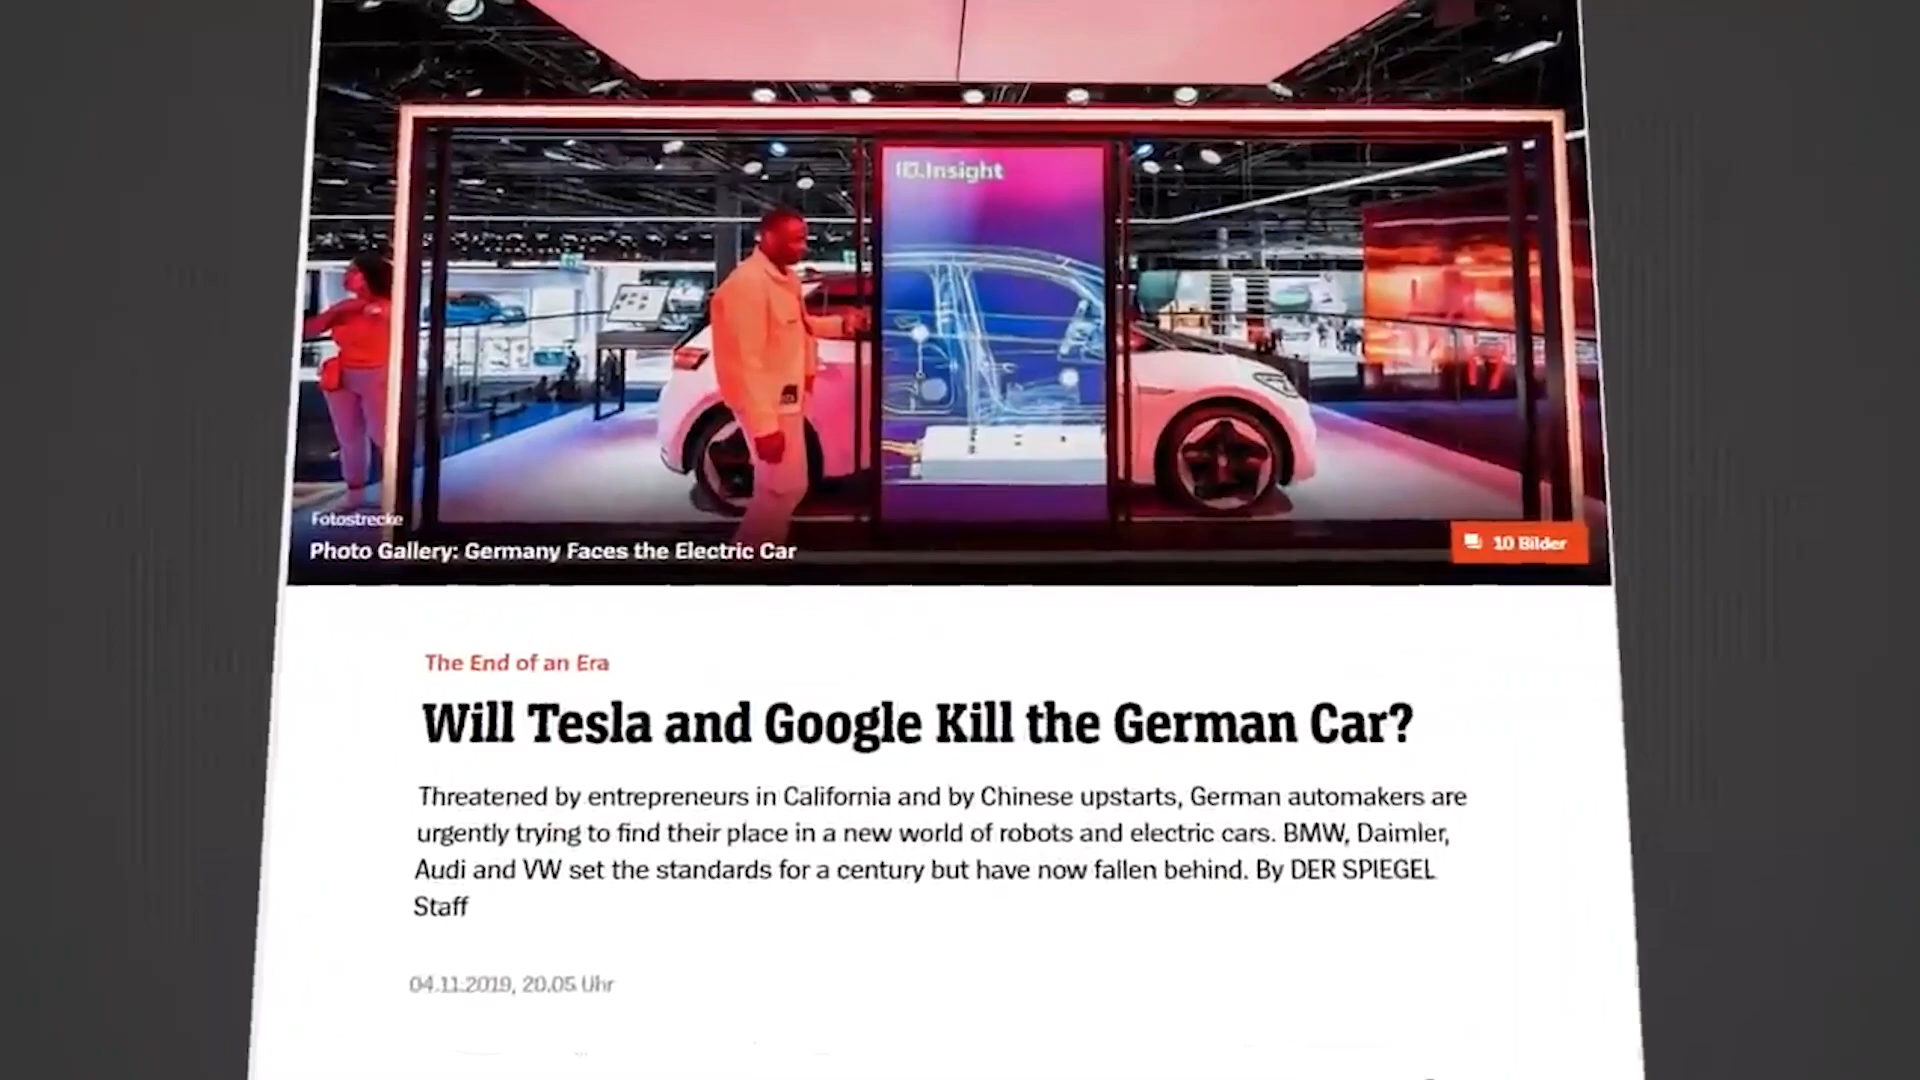 ID.Insight
Fotostrecke
Photo Gallery: Germany Faces the Electric Car
10 Bilder
The End of an Era
Will Tesla and Google Kill the German Car?
Threatened by entrepreneurs in California and by Chinese upstarts, German automakers are
urgently trying to find their place in a new world of robots and electric cars. BMW, Daimler,
Audi and VW set the standards for a century but have now fallen behind. By DER SPIEGEL
Staff
04.11.2019, 20.05 Uhr